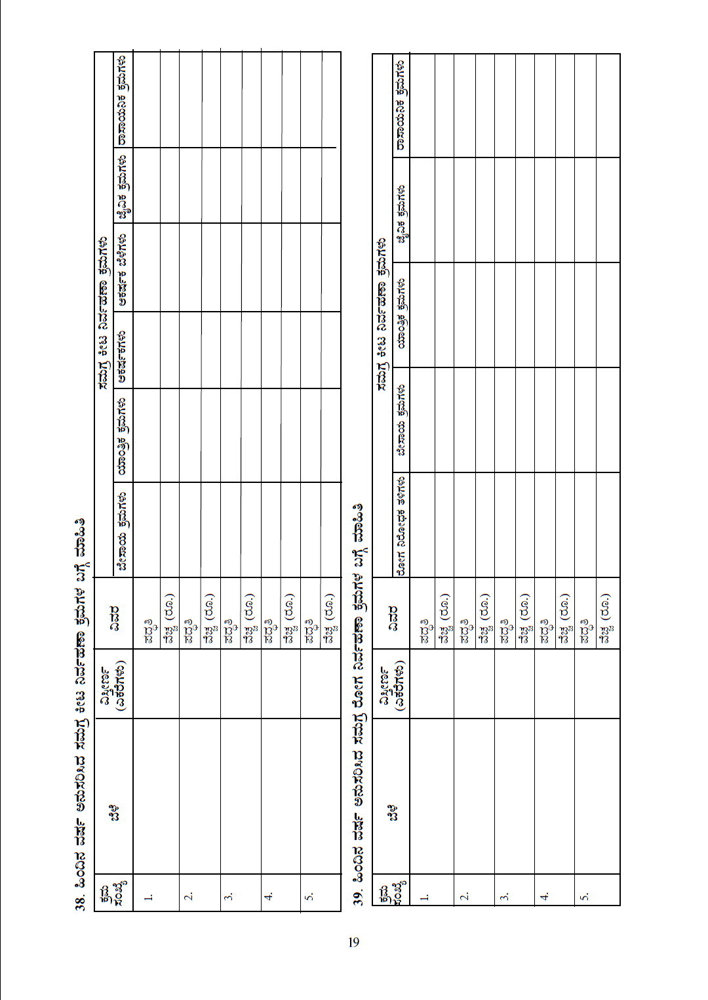 38. ಹಿಂದಿನ ವರ್ಷ ಅನುಸರಿಸಿದ ಸಮಗ್ರ ಕೀಟ ನಿರ್ವಹಣಾ ಕ್ರಮಗಳ ಬಗ್ಗೆ ಮಾಹಿತಿ
ಕ್ರಮ ಸಂಖ್ಯೆ
ಬೆಳೆ
ವಿಸ್ತೀರ್ಣ (ಎಕರೆಗಳು)
ವಿವರ
ಸಮಗ್ರ ಕೀಟ ನಿರ್ವಹಣಾ ಕ್ರಮಗಳು
ಬೇಸಾಯ ಕ್ರಮಗಳು
ಯಾಂತ್ರಿಕ ಕ್ರಮಗಳು
ಆಕರ್ಷಕಗಳು
ಆಕರ್ಷಕ ಬೆಳೆಗಳು
ಜೈವಿಕ ಕ್ರಮಗಳು
ರಾಸಾಯನಿಕ ಕ್ರಮಗಳು
1. ಪದ್ಧತಿ
ವೆಚ್ಚ (ರೂ.)
2. ಪದ್ಧತಿ
ವೆಚ್ಚ (ರೂ.)
3. ಪದ್ಧತಿ
ವೆಚ್ಚ (ರೂ.)
4. ಪದ್ಧತಿ
ವೆಚ್ಚ (ರೂ.)
5. ಪದ್ಧತಿ
ವೆಚ್ಚ (ರೂ.)
39. ಹಿಂದಿನ ವರ್ಷ ಅನುಸರಿಸಿದ ಸಮಗ್ರ ರೋಗ ನಿರ್ವಹಣಾ ಕ್ರಮಗಳ ಬಗ್ಗೆ ಮಾಹಿತಿ
ಕ್ರಮ ಸಂಖ್ಯೆ
ಬೆಳೆ
ವಿಸ್ತೀರ್ಣ (ಎಕರೆಗಳು)
ವಿವರ
ಸಮಗ್ರ ಕೀಟ ನಿರ್ವಹಣಾ ಕ್ರಮಗಳು
ರೋಗ ನಿರೋಧಕ ತಳಿಗಳು
ಬೇಸಾಯ ಕ್ರಮಗಳು
ಯಾಂತ್ರಿಕ ಕ್ರಮಗಳು
ಜೈವಿಕ ಕ್ರಮಗಳು
ರಾಸಾಯನಿಕ ಕ್ರಮಗಳು
1. ಪದ್ಧತಿ
ವೆಚ್ಚ (ರೂ.)
2. ಪದ್ಧತಿ
ವೆಚ್ಚ (ರೂ.)
3. ಪದ್ಧತಿ
ವೆಚ್ಚ (ರೂ.)
4. ಪದ್ಧತಿ
ವೆಚ್ಚ (ರೂ.)
5. ಪದ್ಧತಿ
ವೆಚ್ಚ (ರೂ.)
19